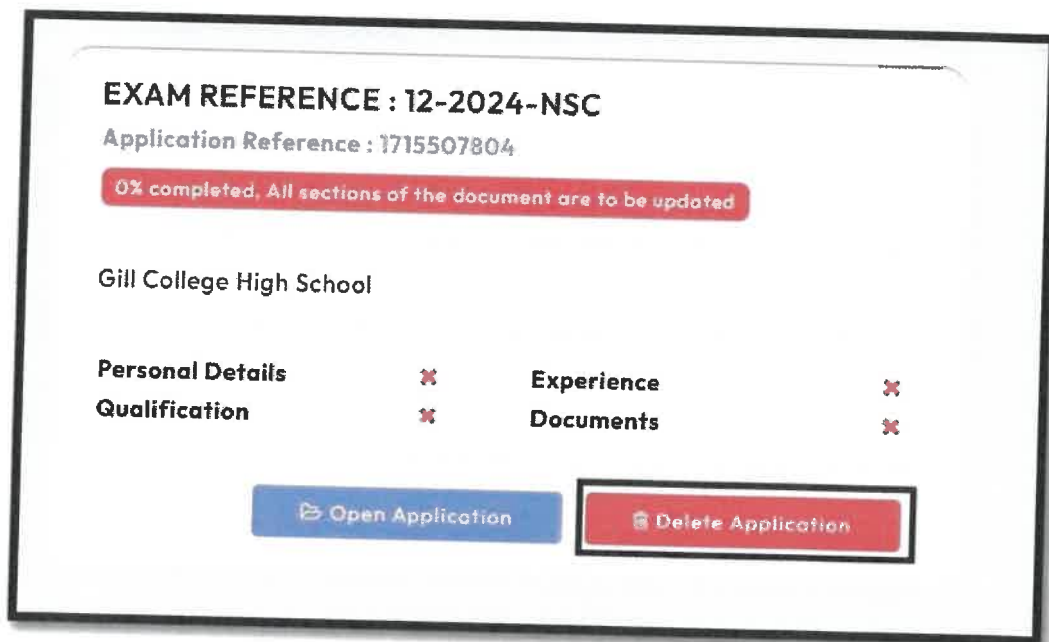 EXAM REFERENCE : 12-2024-NSC
Application Reference : 1715507804
0% completed, All sections of the document are to be updated
Gill College High School
Personal Details
Experience
Qualification
Documents
Open Application
Delete Application